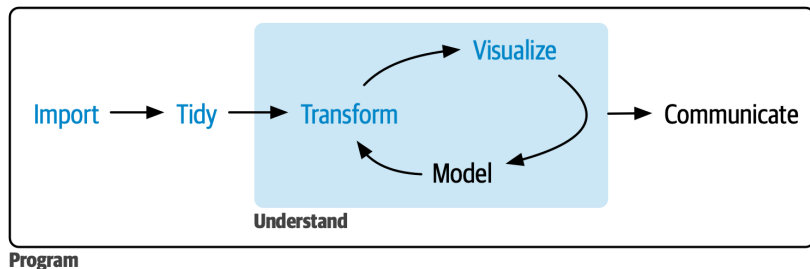 Visualize
Import
Tidy
Transform
Communicate
Model
Understand
Program